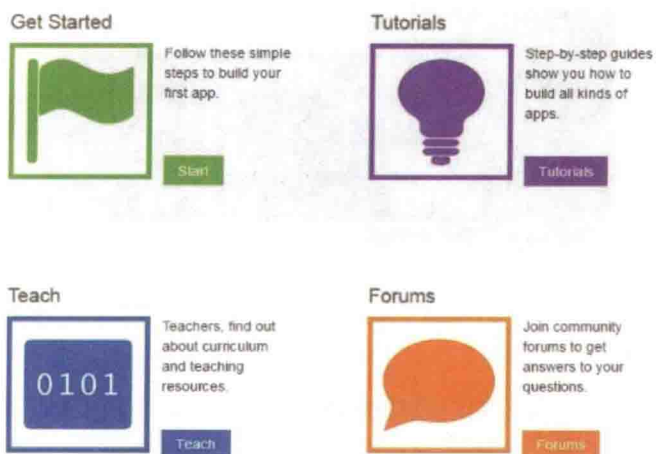 Get Started
Follow these simple
steps to build your
first app.
Start
Tutorials
Step-by-step guides
show you how to
build all kinds of
apps.
Tutorials
Teach
0101
Teachers, find out
about curriculum
and teaching
resources.
Teach
Forums
Join community
forums to get
answers to your
questions.
Forums